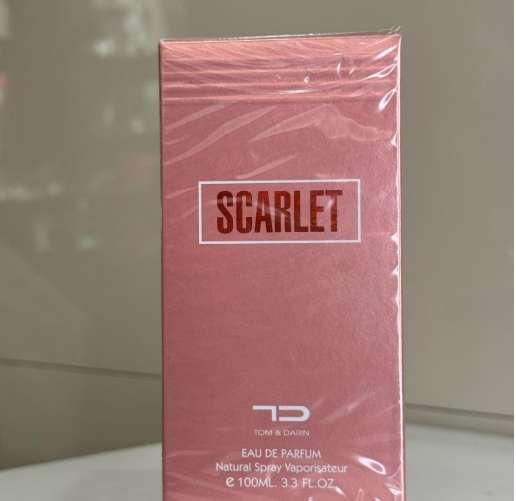 SCARLET
TD
TOM & DARIN
EAU DE PARFUM
Natural Spray Vaporisateur
e 100ML. 3.3 FL.OZ.